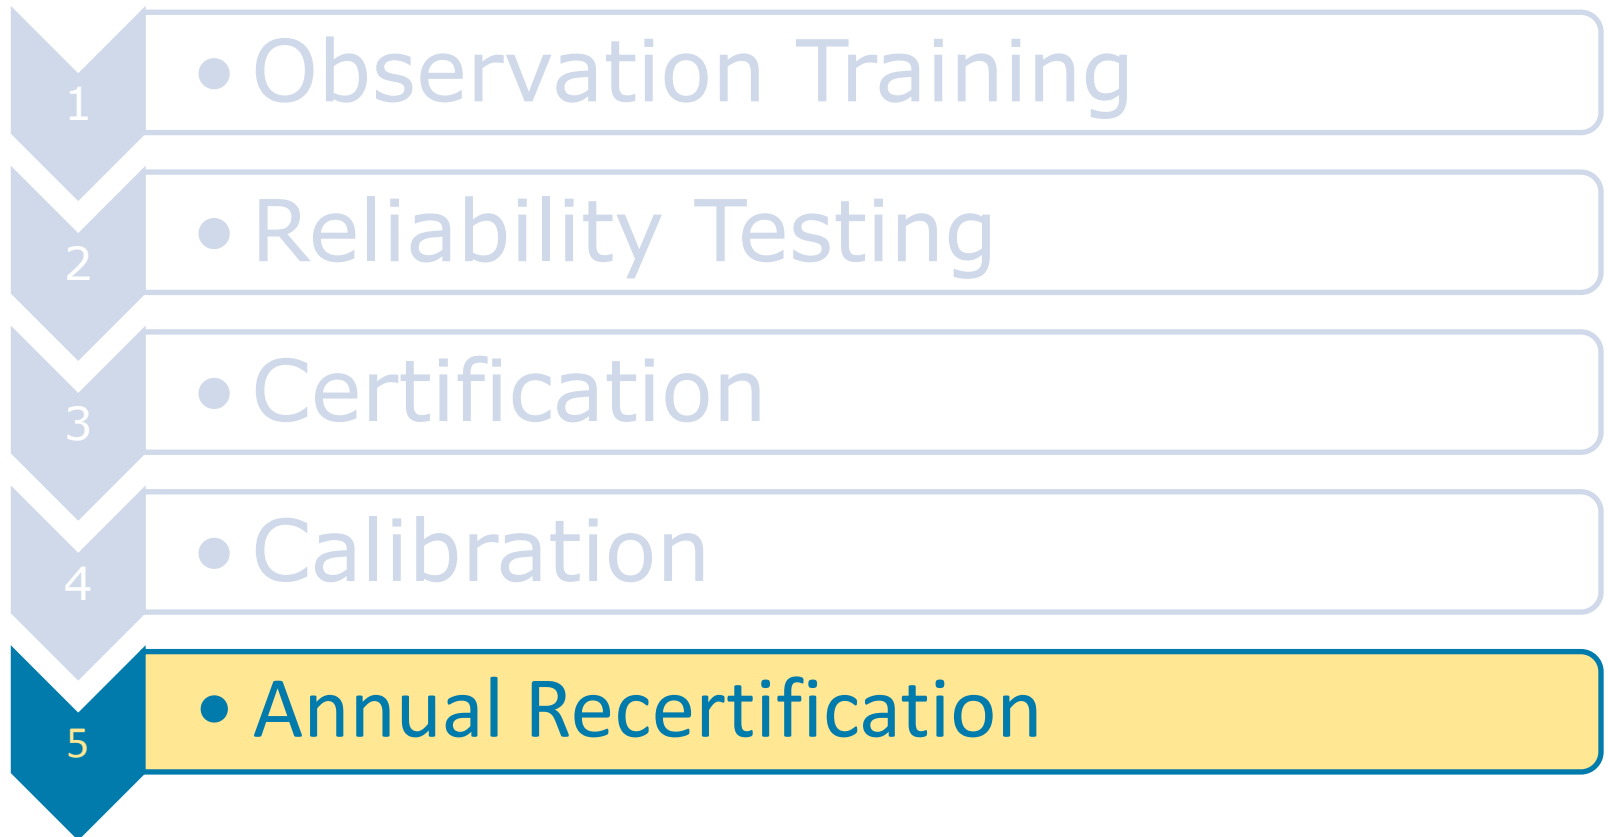 1
• Observation Training
2
• Reliability Testing
3
• Certification
4
• Calibration
5
• Annual Recertification